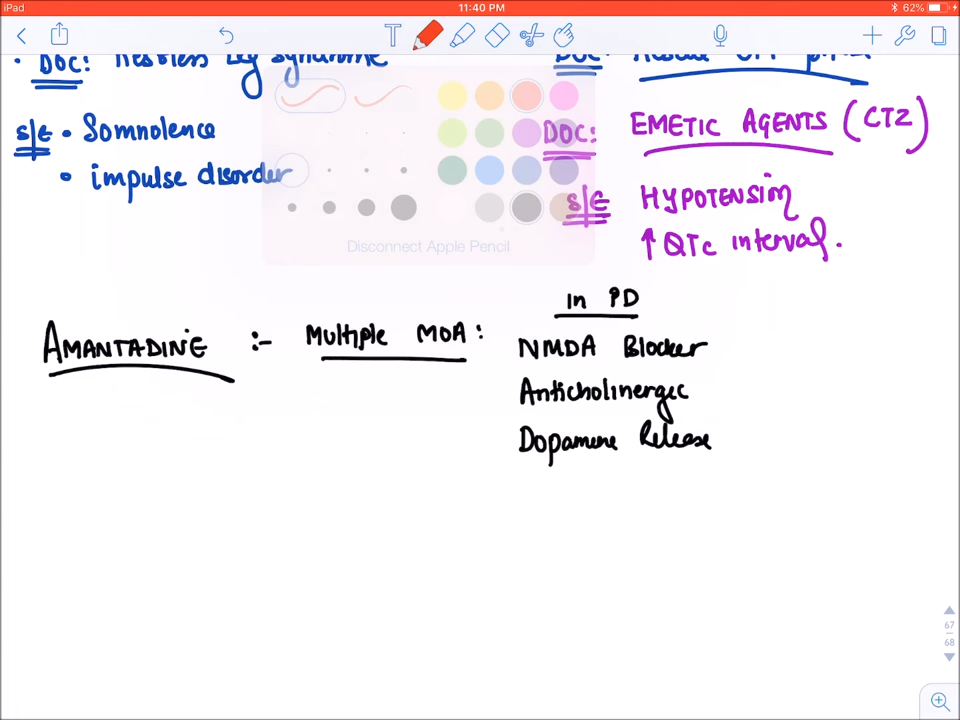 iPad
11:40 PM
62%
T
• DOC: Restless leg syndrome
DOC:
S/E • Somnolence
• impulse disorder
DOC: EMETIC AGENTS (CTZ)
S/E HYPOTENSION
↑ QTc interval.
Disconnect Apple Pencil
In PD
AMANTADINE :- Multiple MOA:
NMDA Blocker
Anticholinergic
Dopamine Release
67
68